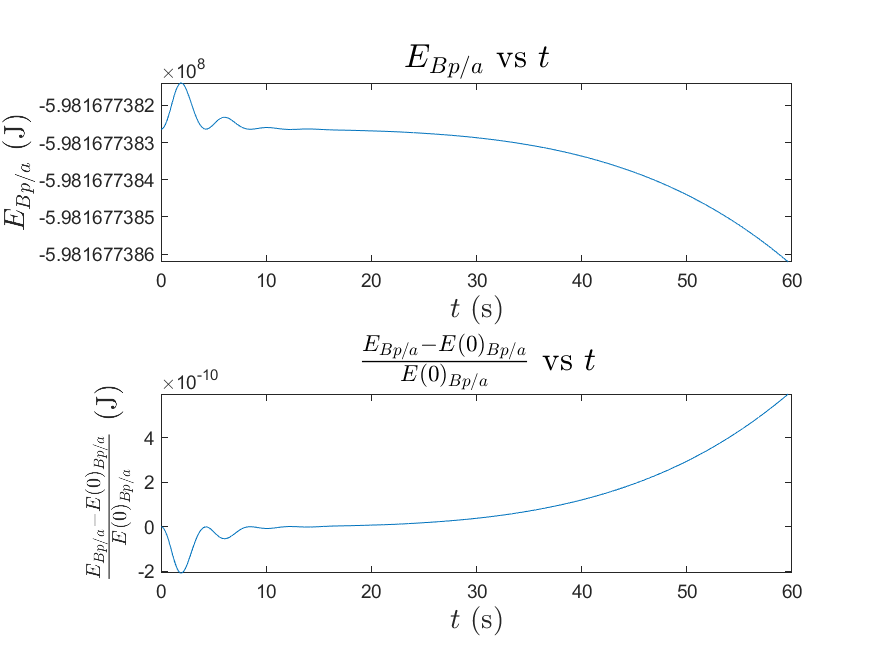 E_{Bp/a} vs t
×10^8
E_{Bp/a} (J)
-5.981677382
-5.981677383
-5.981677384
-5.981677385
-5.981677386
0 10 20 30 40 50 60
t (s)
\frac{E_{Bp/a}-E(0)_{Bp/a}}{E(0)_{Bp/a}} vs t
×10^{-10}
\frac{E_{Bp/a}-E(0)_{Bp/a}}{E(0)_{Bp/a}} (J)
4
2
0
-2
0 10 20 30 40 50 60
t (s)